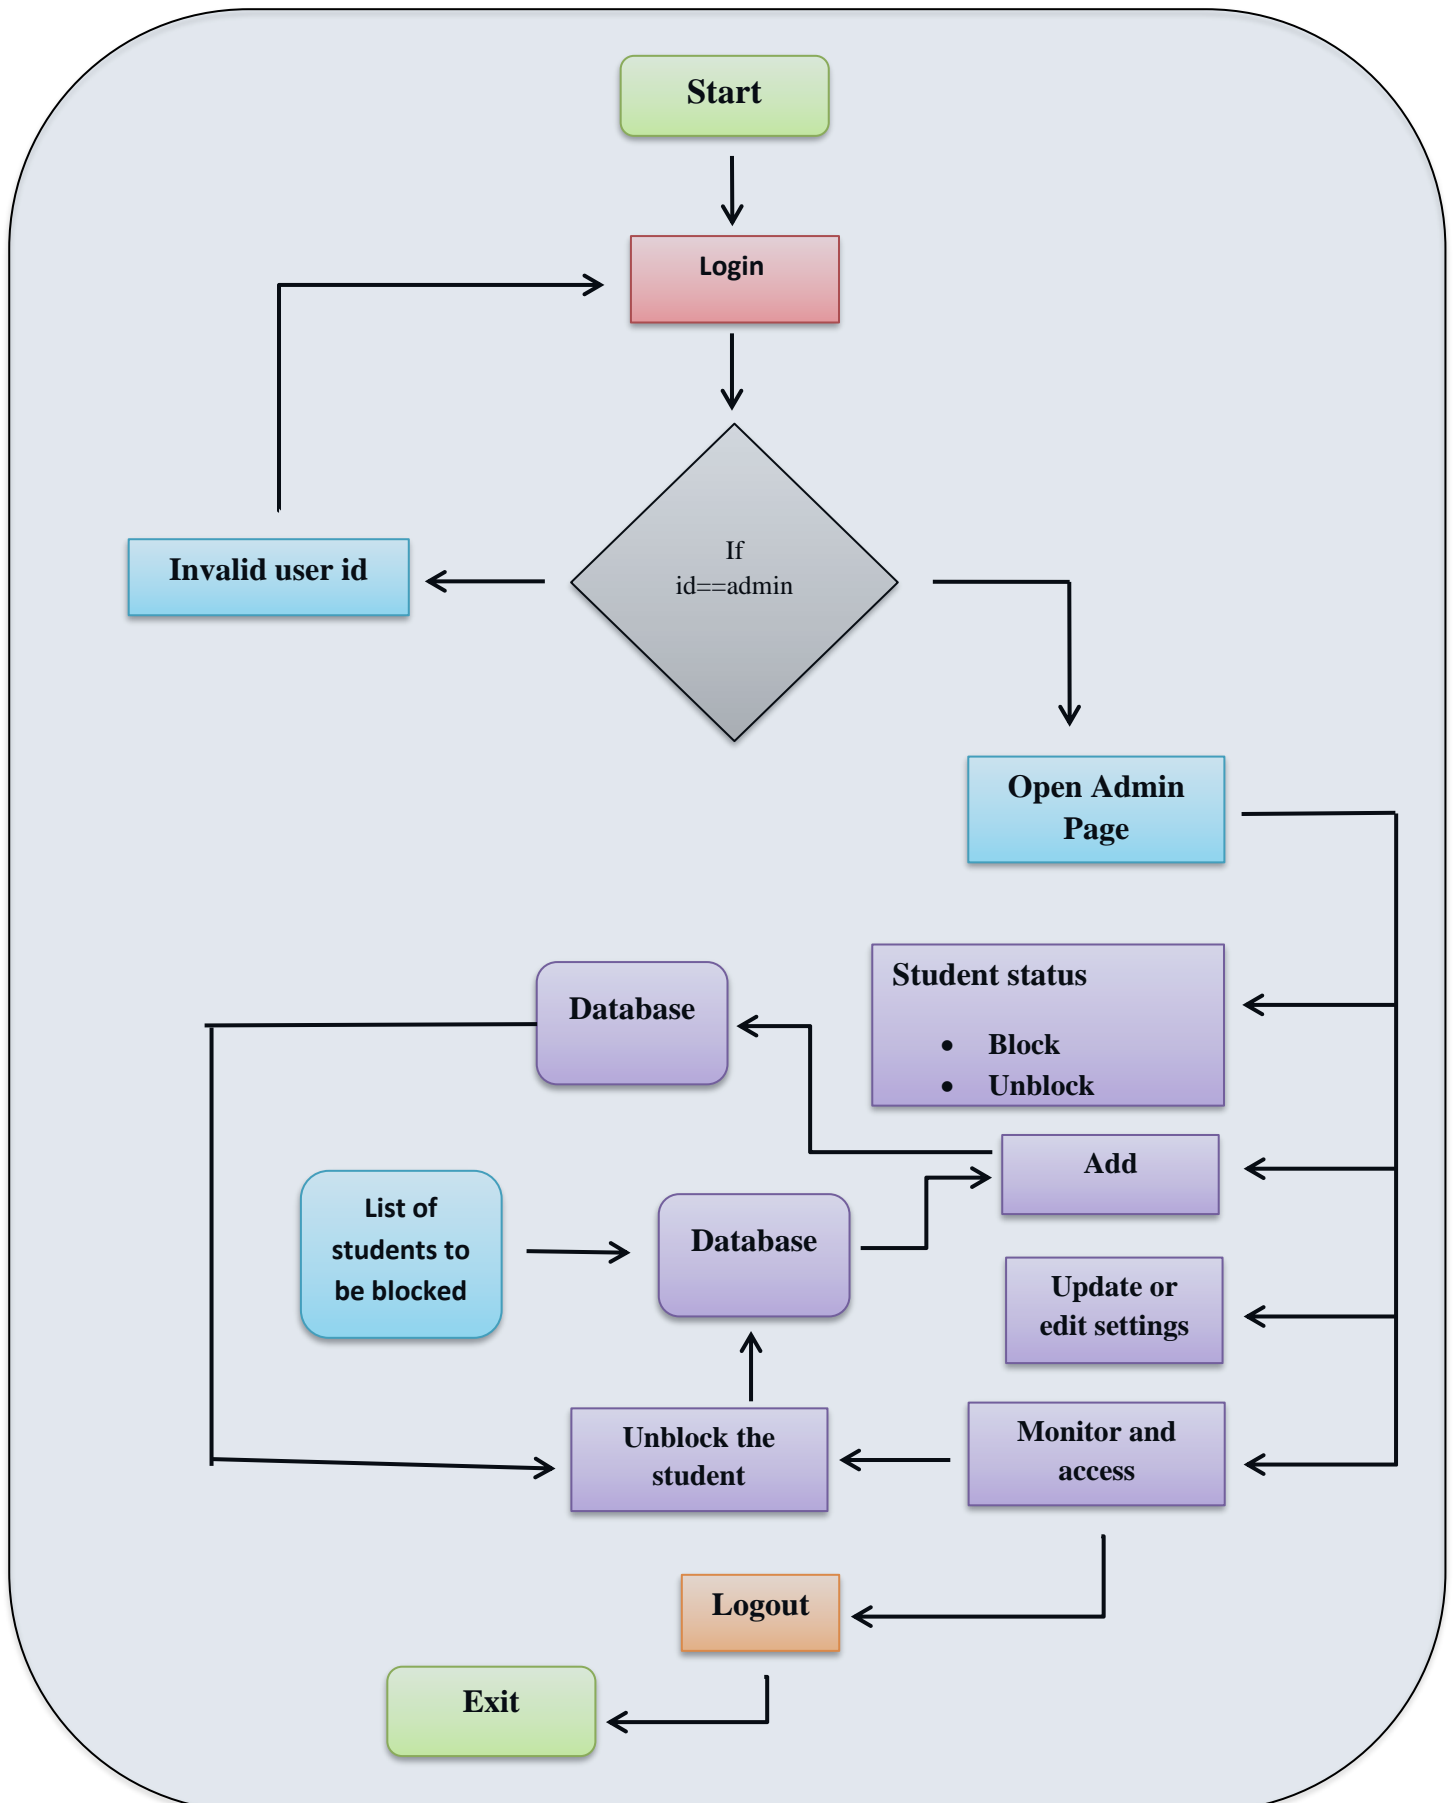 Start
Login
If
id==admin
Invalid user id
Open Admin
Page
Student status
• Block
• Unblock
Database
Add
List of
students to
be blocked
Database
Update or
edit settings
Unblock the
student
Monitor and
access
Logout
Exit